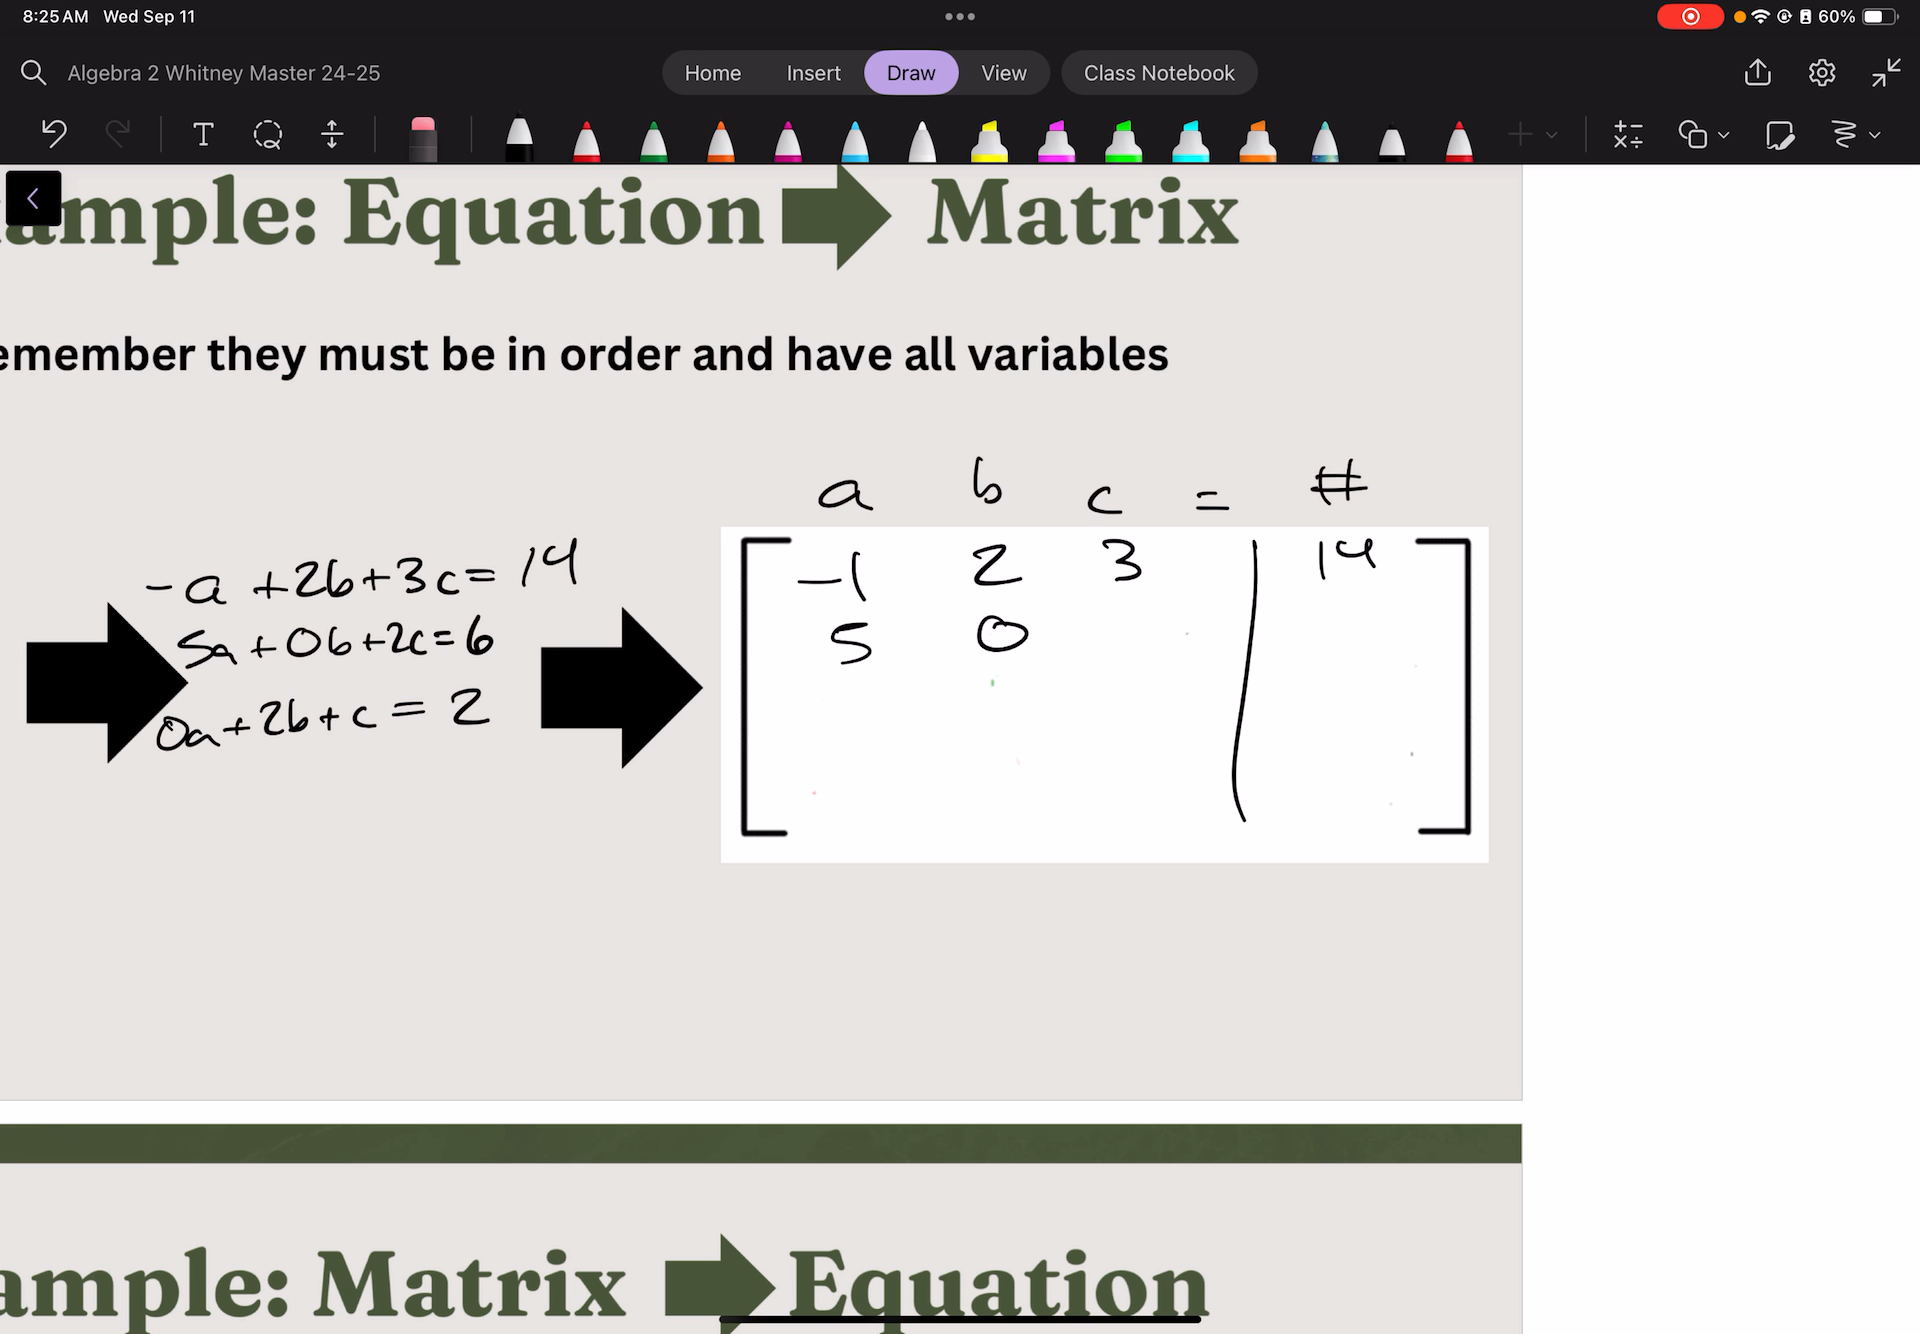 8:25 AM Wed Sep 11
60%
Algebra 2 Whitney Master 24-25
Home Insert Draw View Class Notebook
ample: Equation Matrix
emember they must be in order and have all variables
a b c = #
-a + 2b + 3c = 14
5a + 0b + 2c = 6
0a + 2b + c = 2
-1 2 3 | 14
5 0
ample: Matrix Equation